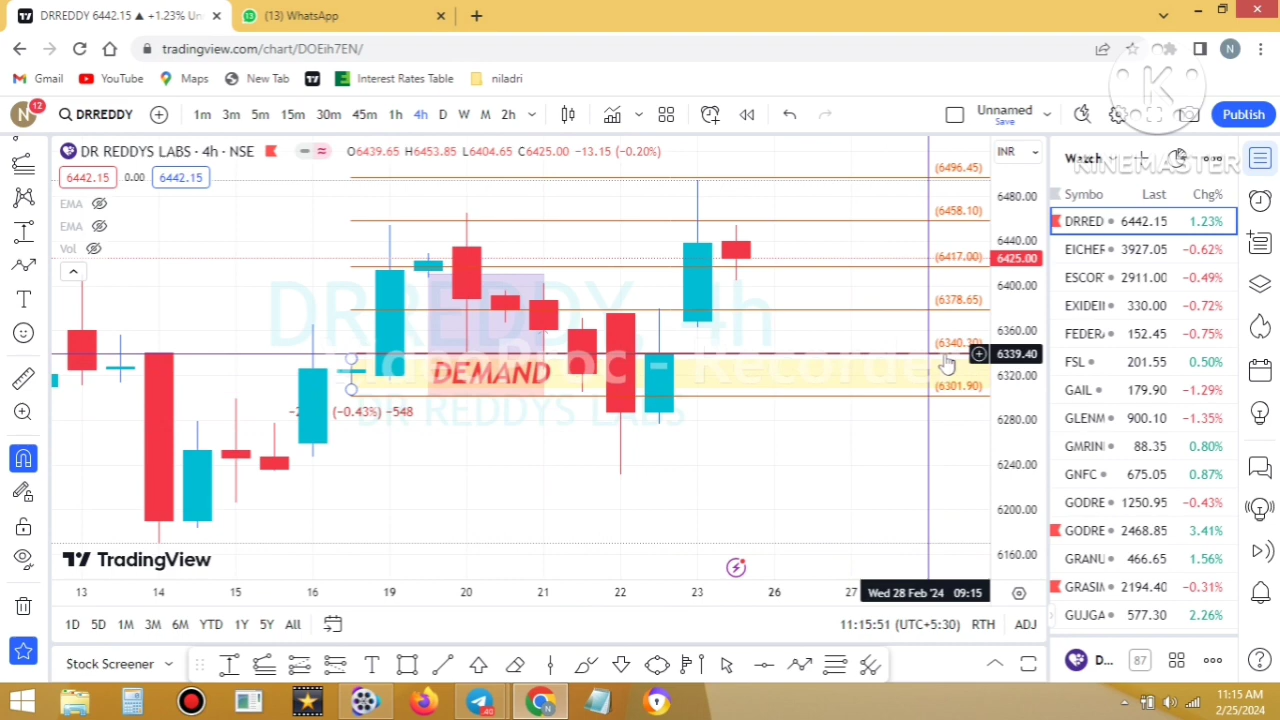 DRREDDY 6442.15 ▲ +1.23% Un
(13) WhatsApp
tradingview.com/chart/DOEih7EN/
N
Gmail
YouTube
Maps
New Tab
Interest Rates Table
niladri
N 12
DRREDDY
1m 3m 5m 15m 30m 45m 1h 4h D W M 2h
Unnamed
Save
Publish
K
KINEMASTER
DR REDDYS LABS · 4h · NSE
O6439.65 H6453.85 L6404.65 C6425.00 −13.15 (−0.20%)
INR
6442.15 0.00 6442.15
EMA
EMA
Vol
DRREDDY, 4h
DR REDDYS LABS
DEMAND
(−0.43%) −548
(6496.45)
(6458.10)
(6417.00)
(6378.65)
(6340.30)
(6301.90)
6480.00
6440.00
6425.00
6400.00
6360.00
6339.40
6320.00
6280.00
6240.00
6200.00
6160.00
TradingView
13 14 15 16 19 20 21 22 23 26 27
Wed 28 Feb '24 09:15
1D 5D 1M 3M 6M YTD 1Y 5Y All
11:15:51 (UTC+5:30) RTH ADJ
Stock Screener
Symbo Last Chg%
DRRED 6442.15 1.23%
EICHEF 3927.05 −0.62%
ESCOR 2911.00 −0.49%
EXIDEII 330.00 −0.72%
FEDER 152.45 −0.75%
FSL 201.55 0.50%
GAIL 179.90 −1.29%
GLENM 900.10 −1.35%
GMRIN 88.35 0.80%
GNFC 675.07 0.87%
GODRE 1250.95 −0.43%
GODRE 2468.85 3.41%
GRANU 466.65 1.56%
GRASIM 2194.40 −0.31%
GUJGA 577.30 2.26%
D... 87
11:15 AM
2/25/2024